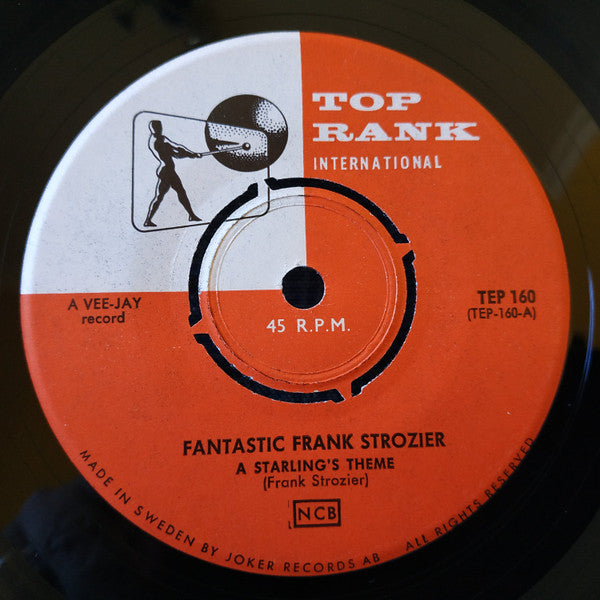 TOP
RANK
INTERNATIONAL
A VEE-JAY
record
TEP 160
(TEP-160-A)
45 R.P.M.
FANTASTIC FRANK STROZIER
A STARLING'S THEME
(Frank Strozier)
NCB
MADE IN SWEDEN BY JOKER RECORDS AB ALL RIGHTS RESERVED